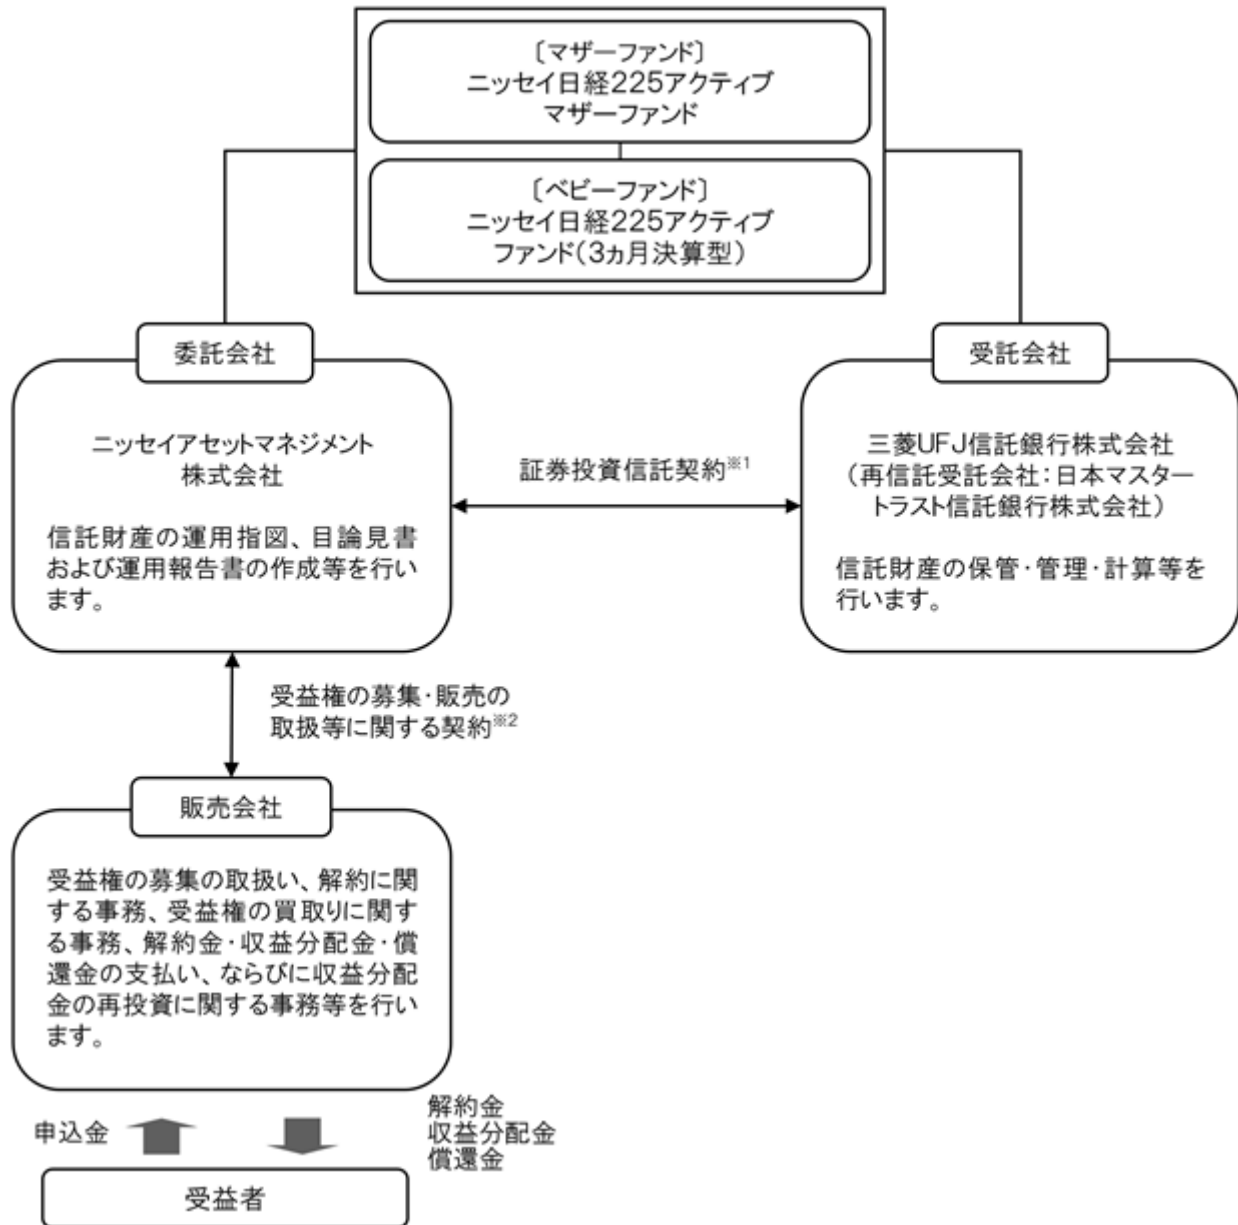 〔マザーファンド〕
ニッセイ日経225アクティブ
マザーファンド
〔ベビーファンド〕
ニッセイ日経225アクティブ
ファンド(3ヵ月決算型)
委託会社
ニッセイアセットマネジメント
株式会社
信託財産の運用指図、目論見書
および運用報告書の作成等を行い
ます。
証券投資信託契約※1
受託会社
三菱UFJ信託銀行株式会社
(再信託受託会社:日本マスター
トラスト信託銀行株式会社)
信託財産の保管・管理・計算等を
行います。
受益権の募集・販売の
取扱等に関する契約※2
販売会社
受益権の募集の取扱い、解約に関
する事務、受益権の買取りに関す
る事務、解約金・収益分配金・償
還金の支払い、ならびに収益分配
金の再投資に関する事務等を行い
ます。
申込金
解約金
収益分配金
償還金
受益者